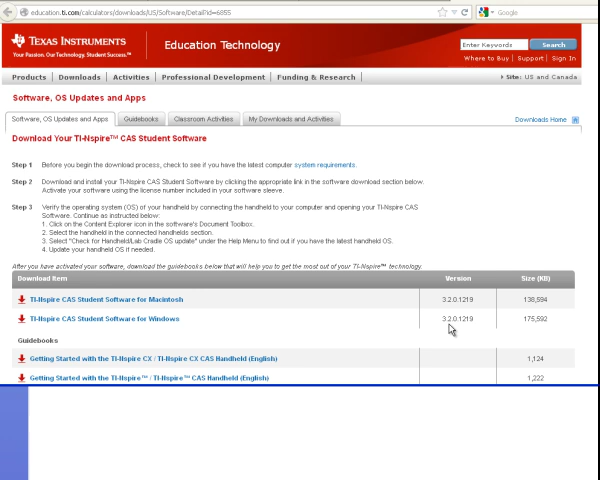 education.ti.com/calculators/downloads/US/Software/Detail?id=6855
Google
TEXAS INSTRUMENTS
Your Passion. Our Technology. Student Success.™
Education Technology
Enter Keywords
Search
Where to Buy | Support | Sign In
Products | Downloads | Activities | Professional Development | Funding & Research |
Site: US and Canada
Software, OS Updates and Apps
Software, OS Updates and Apps
Guidebooks
Classroom Activities
My Downloads and Activities
Downloads Home
Download Your TI-Nspire™ CAS Student Software
Step 1 Before you begin the download process, check to see if you have the latest computer system requirements.
Step 2 Download and install your TI-Nspire CAS Student Software by clicking the appropriate link in the software download section below.
Activate your software using the license number included in your software sleeve.
Step 3 Verify the operating system (OS) of your handheld by connecting the handheld to your computer and opening your TI-Nspire CAS
Software. Continue as instructed below:
1. Click on the Content Explorer icon in the software's Document Toolbox.
2. Select the handheld in the connected handhelds section.
3. Select "Check for Handheld/Lab Cradle OS update" under the Help Menu to find out if you have the latest handheld OS.
4. Update your handheld OS if needed.
After you have activated your software, download the guidebooks below that will help you to get the most out of your TI-Nspire™ technology.
Download Item Version Size (KB)
TI-Nspire CAS Student Software for Macintosh 3.2.0.1219 138,594
TI-Nspire CAS Student Software for Windows 3.2.0.1219 175,592
Guidebooks
Getting Started with the TI-Nspire CX / TI-Nspire CX CAS Handheld (English) 1,124
Getting Started with the TI-Nspire™ / TI-Nspire™ CAS Handheld (English) 1,222